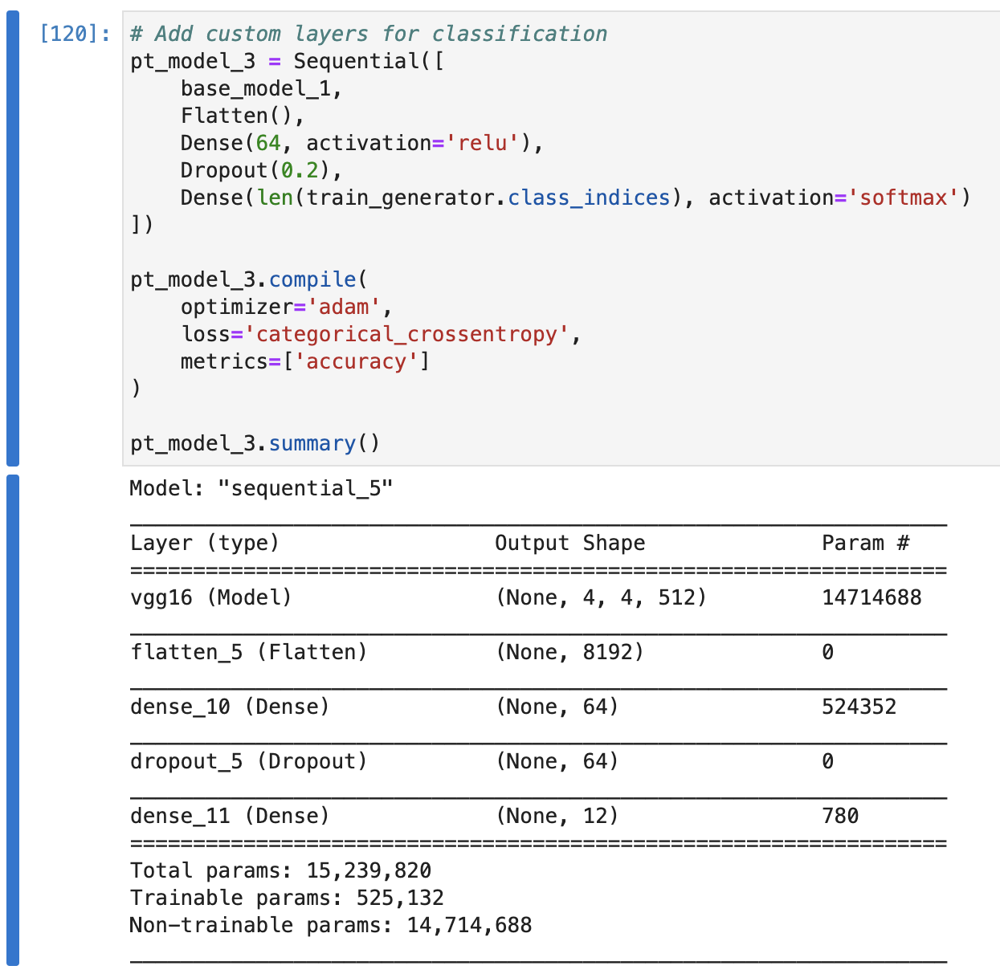 [120]: # Add custom layers for classification
pt_model_3 = Sequential([
    base_model_1,
    Flatten(),
    Dense(64, activation='relu'),
    Dropout(0.2),
    Dense(len(train_generator.class_indices), activation='softmax')
])
pt_model_3.compile(
    optimizer='adam',
    loss='categorical_crossentropy',
    metrics=['accuracy']
)
pt_model_3.summary()
Model: "sequential_5"
_________________________________________________________________
Layer (type)                 Output Shape              Param #
=================================================================
vgg16 (Model)                (None, 4, 4, 512)         14714688
_________________________________________________________________
flatten_5 (Flatten)          (None, 8192)              0
_________________________________________________________________
dense_10 (Dense)             (None, 64)                524352
_________________________________________________________________
dropout_5 (Dropout)          (None, 64)                0
_________________________________________________________________
dense_11 (Dense)             (None, 12)                780
=================================================================
Total params: 15,239,820
Trainable params: 525,132
Non-trainable params: 14,714,688
_________________________________________________________________